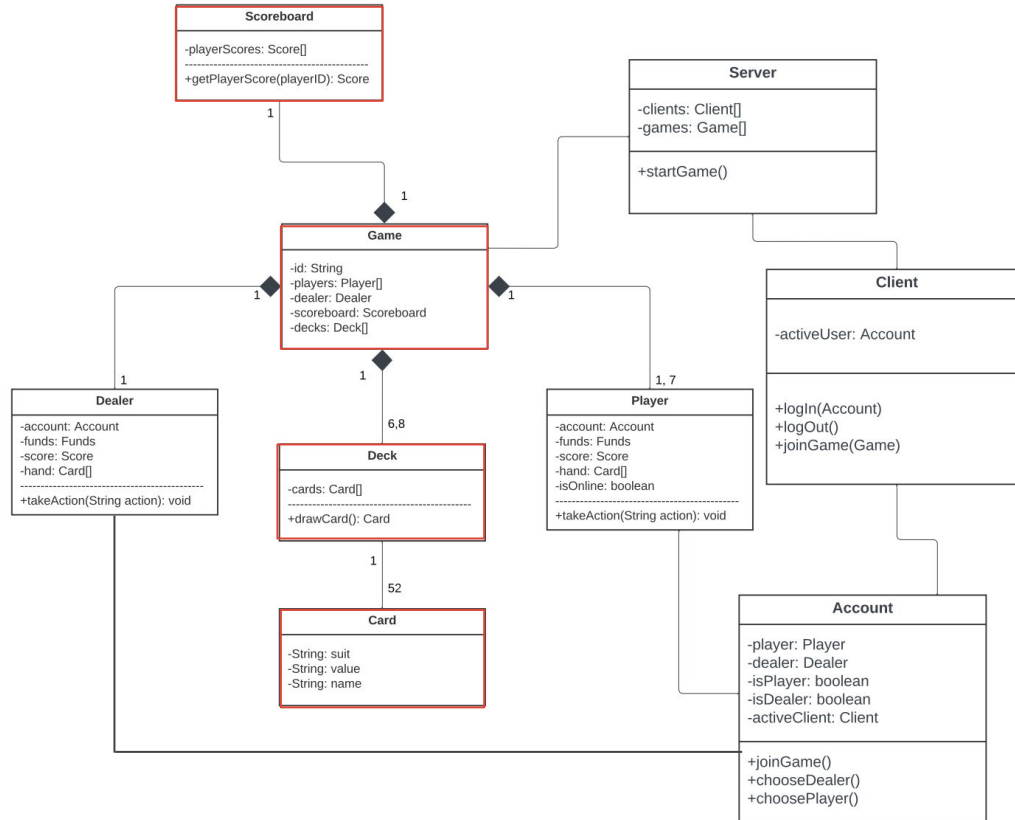 Scoreboard
-playerScores: Score[]
+getPlayerScore(playerID): Score
1
1
Server
-clients: Client[]
-games: Game[]
+startGame()
Game
-id: String
-players: Player[]
-dealer: Dealer
-scoreboard: Scoreboard
-decks: Deck[]
1
1
1
Client
-activeUser: Account
+logIn(Account)
+logOut()
+joinGame(Game)
1
Dealer
-account: Account
-funds: Funds
-score: Score
-hand: Card[]
+takeAction(String action): void
6,8
Deck
-cards: Card[]
+drawCard(): Card
1
52
Card
-String: suit
-String: value
-String: name
1, 7
Player
-account: Account
-funds: Funds
-score: Score
-hand: Card[]
-isOnline: boolean
+takeAction(String action): void
Account
-player: Player
-dealer: Dealer
-isPlayer: boolean
-isDealer: boolean
-activeClient: Client
+joinGame()
+chooseDealer()
+choosePlayer()